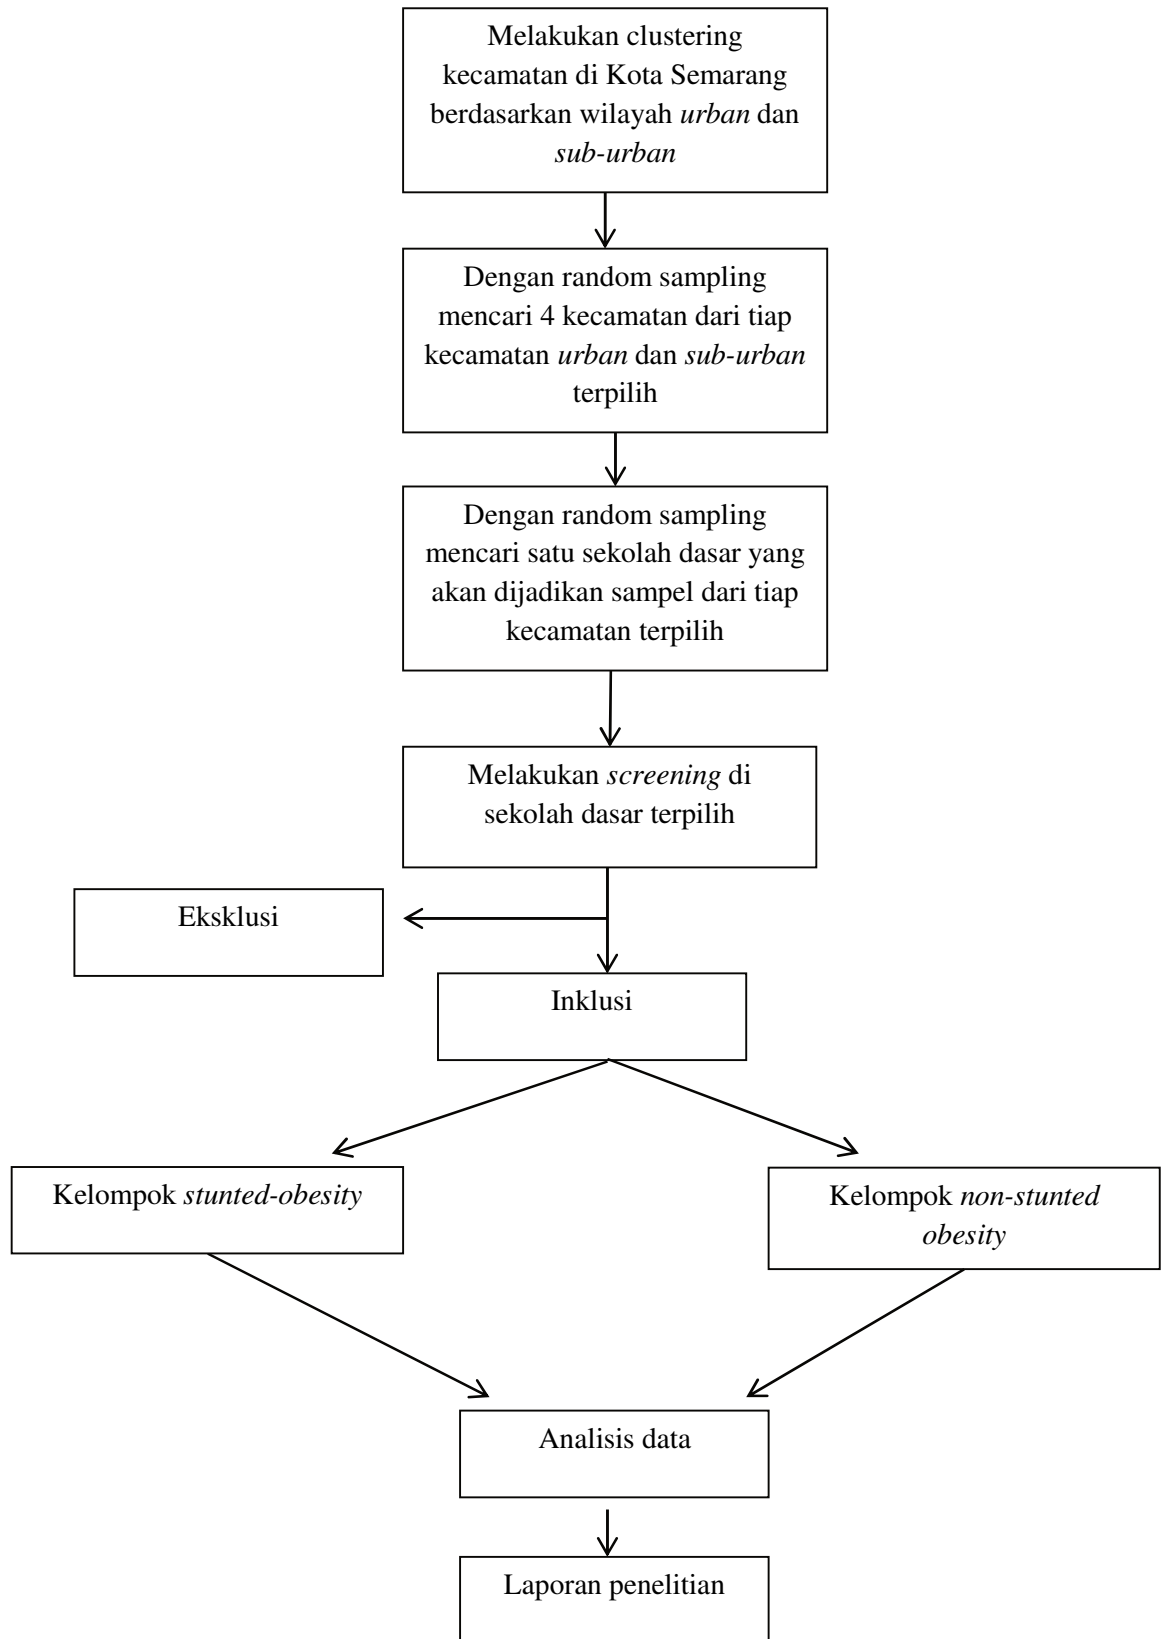 Melakukan clustering
kecamatan di Kota Semarang
berdasarkan wilayah urban dan
sub-urban
Dengan random sampling
mencari 4 kecamatan dari tiap
kecamatan urban dan sub-urban
terpilih
Dengan random sampling
mencari satu sekolah dasar yang
akan dijadikan sampel dari tiap
kecamatan terpilih
Melakukan screening di
sekolah dasar terpilih
Eksklusi
Inklusi
Kelompok stunted-obesity
Kelompok non-stunted
obesity
Analisis data
Laporan penelitian